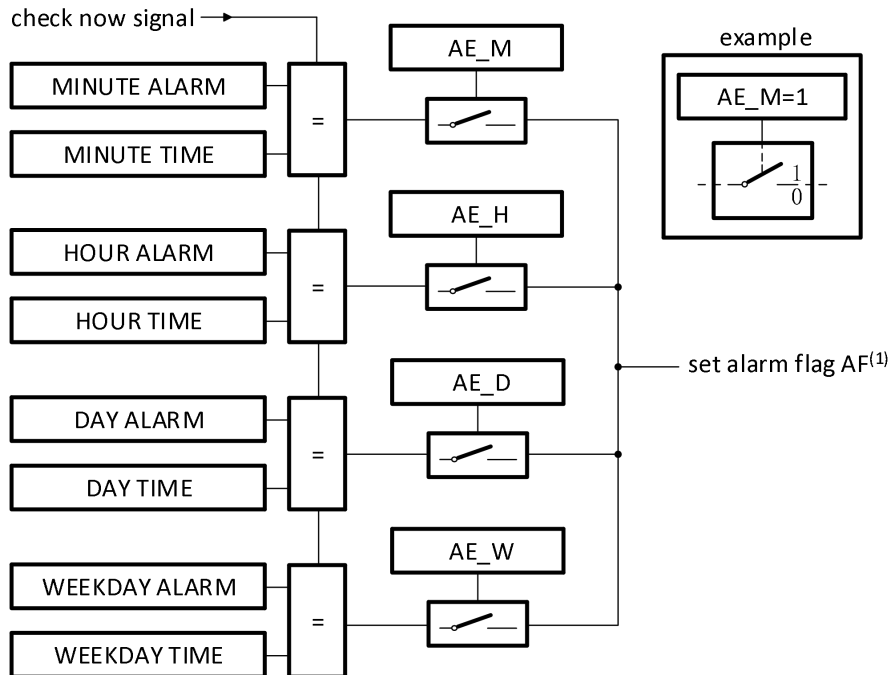 check now signal
MINUTE ALARM
MINUTE TIME
=
AE_M
example
AE_M=1
1
0
HOUR ALARM
HOUR TIME
=
AE_H
set alarm flag AF(1)
DAY ALARM
DAY TIME
=
AE_D
WEEKDAY ALARM
WEEKDAY TIME
=
AE_W